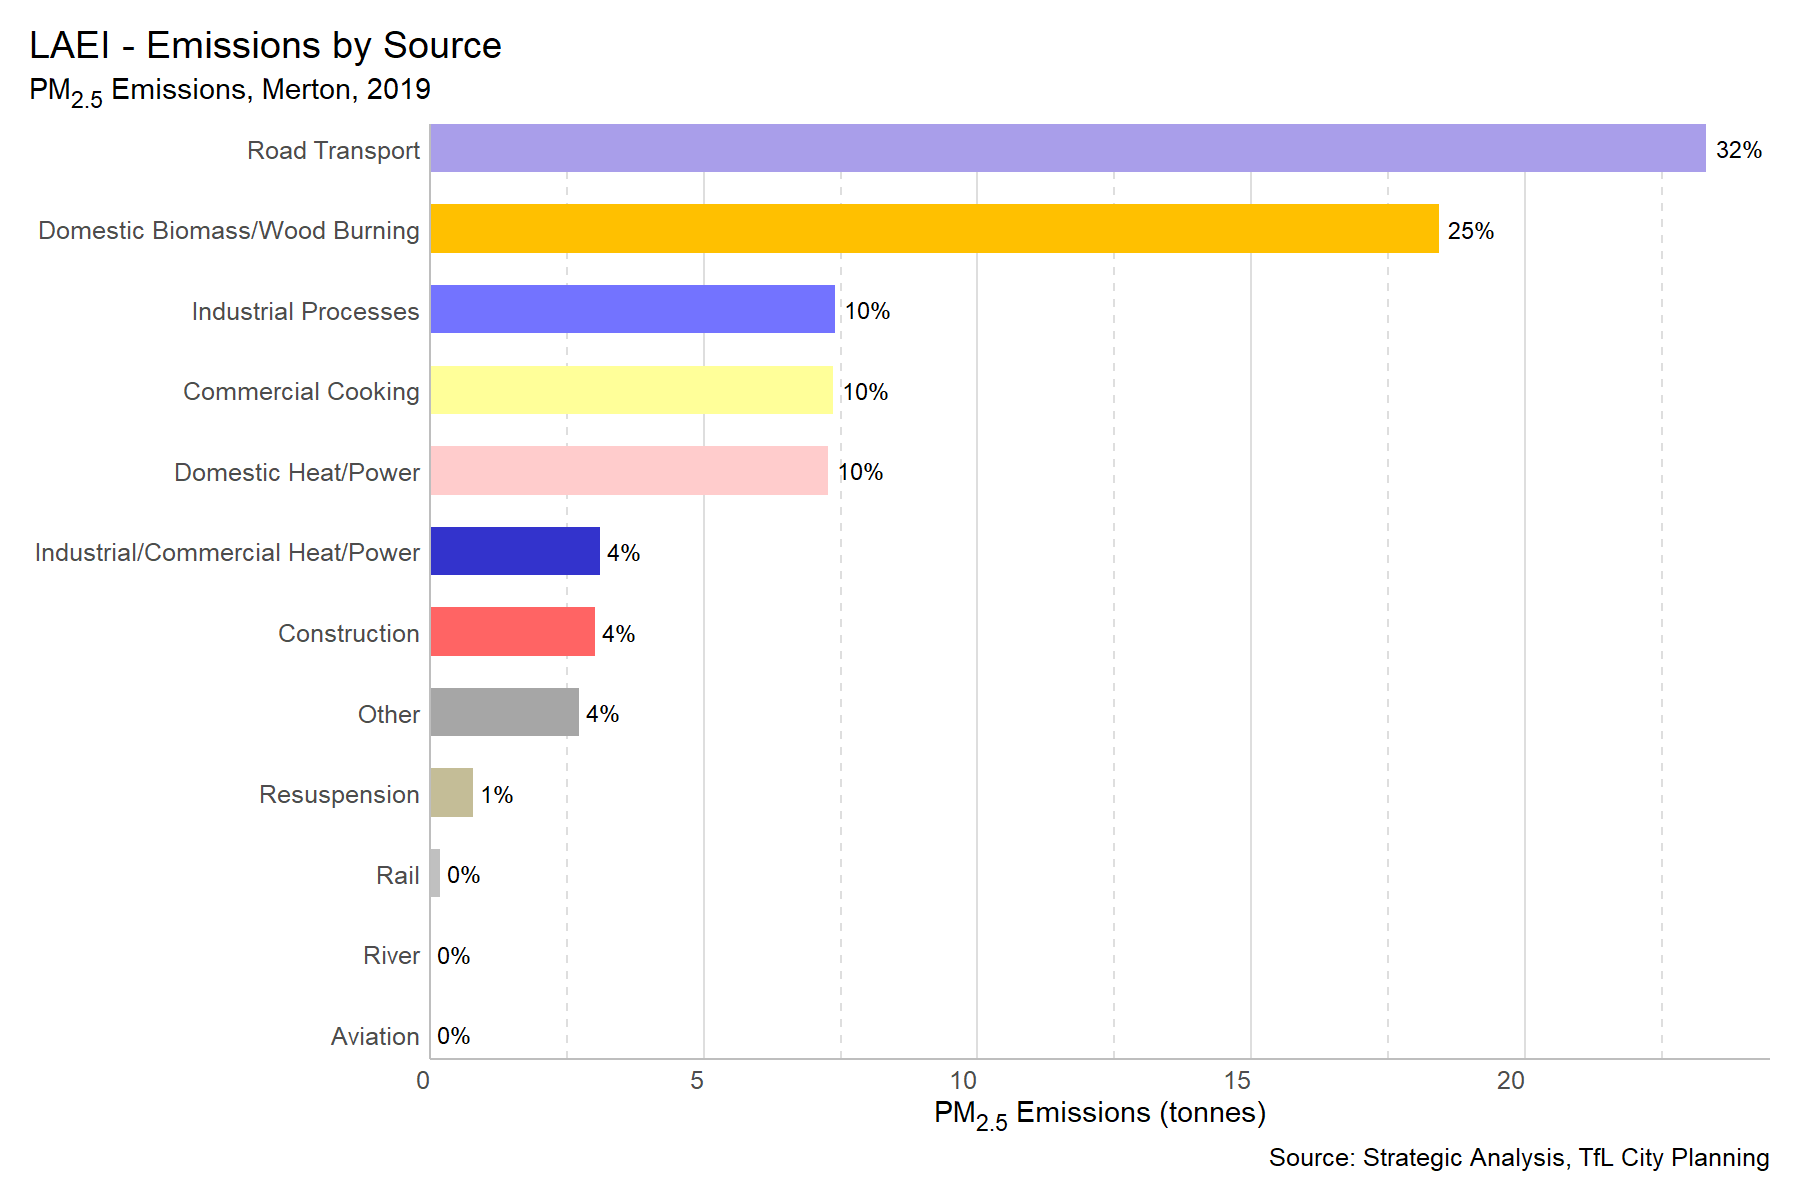 LAEI - Emissions by Source
PM2.5 Emissions, Merton, 2019
Road Transport 32%
Domestic Biomass/Wood Burning 25%
Industrial Processes 10%
Commercial Cooking 10%
Domestic Heat/Power 10%
Industrial/Commercial Heat/Power 4%
Construction 4%
Other 4%
Resuspension 1%
Rail 0%
River 0%
Aviation 0%
0 5 10 15 20
PM2.5 Emissions (tonnes)
Source: Strategic Analysis, TfL City Planning